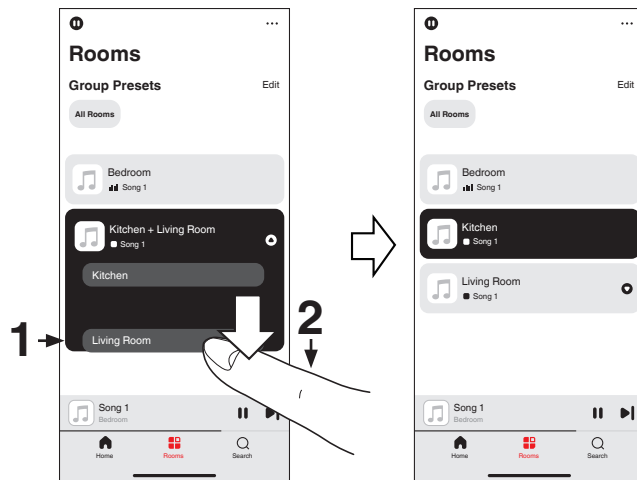 Rooms
Group Presets
Edit
All Rooms
Bedroom
Song 1
Kitchen + Living Room
Song 1
Kitchen
Living Room
1
2
Song 1
Bedroom
Home
Rooms
Search
Rooms
Group Presets
Edit
All Rooms
Bedroom
Song 1
Kitchen
Song 1
Living Room
Song 1
Song 1
Bedroom
Home
Rooms
Search